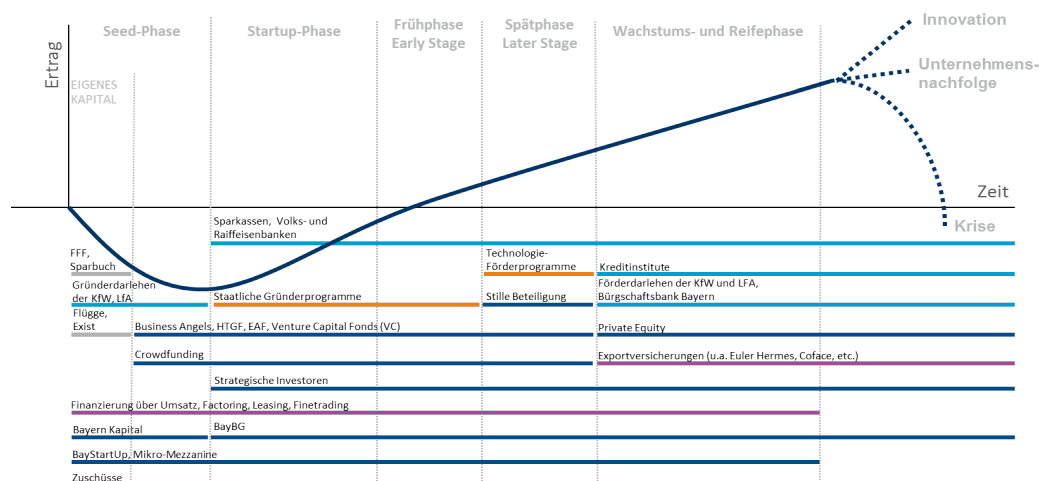 Seed-Phase
Startup-Phase
Frühphase
Early Stage
Spätphase
Later Stage
Wachstums- und Reifephase
Innovation
Unternehmens-
nachfolge
Ertrag
EIGENES
KAPITAL
Zeit
Krise
Sparkassen, Volks- und
Raiffeisenbanken
FFF,
Sparbuch
Technologie-
Förderprogramme
Kreditinstitute
Gründerdarlehen
der KfW, LfA
Staatliche Gründerprogramme
Stille Beteiligung
Förderdarlehen der KfW und LFA,
Bürgschaftsbank Bayern
Flügge,
Exist
Business Angels, HTGF, EAF, Venture Capital Fonds (VC)
Private Equity
Crowdfunding
Exportversicherungen (u.a. Euler Hermes, Coface, etc.)
Strategische Investoren
Finanzierung über Umsatz, Factoring, Leasing, Finetrading
Bayern Kapital
BayBG
BayStartUp, Mikro-Mezzanine
Zuschüsse